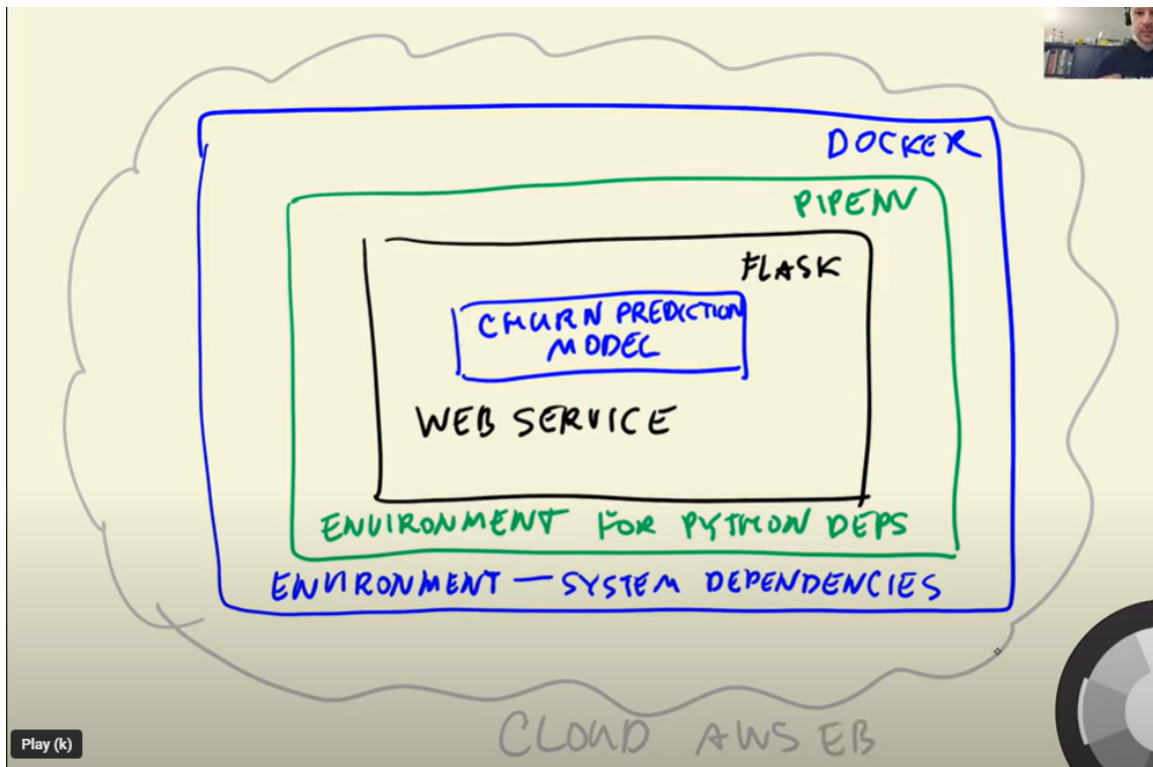 DOCKER
PIPENV
FLASK
CHURN PREDICTION
MODEL
WEB SERVICE
ENVIRONMENT FOR PYTHON DEPS
ENVIRONMENT — SYSTEM DEPENDENCIES
CLOUD AWS EB
Play (k)